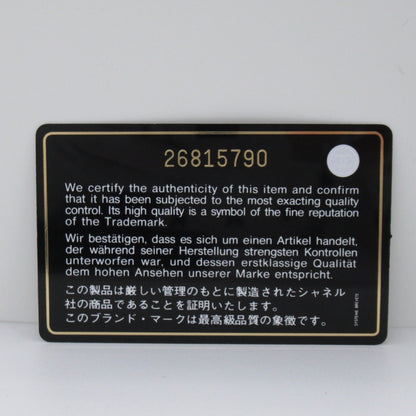 26815790
We certify the authenticity of this item and confirm
that it has been subjected to the most exacting quality
control. Its high quality is a symbol of the fine reputation
of the Trademark.
Wir bestätigen, dass es sich um einen Artikel handelt,
der während seiner Herstellung strengsten Kontrollen
unterworfen war, und dessen erstklassige Qualität
dem hohen Ansehen unserer Marke entspricht.
この製品は厳しい管理のもとに製造されたシャネル
社の商品であることを証明いたします。
このブランド・マークは最高級品質の象徴です。